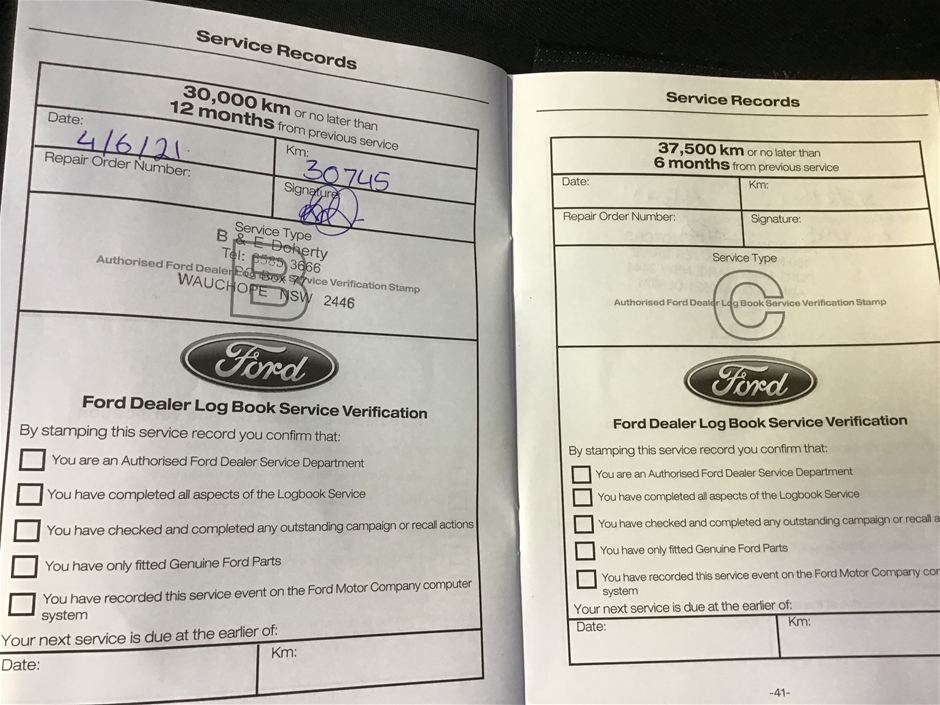 Service Records
30,000 km or no later than
12 months from previous service
Date:
4/6/21.
Km:
30745
Repair Order Number:
Signature:
Service Type
B & E Doherty
Tel: 6585 3666
Authorised Ford Dealer Log Book Service Verification Stamp
P.O. Box 77
WAUCHOPE NSW 2446
B
Ford
Ford Dealer Log Book Service Verification
By stamping this service record you confirm that:
You are an Authorised Ford Dealer Service Department
You have completed all aspects of the Logbook Service
You have checked and completed any outstanding campaign or recall actions
You have only fitted Genuine Ford Parts
You have recorded this service event on the Ford Motor Company computer
system
Your next service is due at the earlier of:
Date:
Km:
Service Records
37,500 km or no later than
6 months from previous service
Date:
Km:
Repair Order Number:
Signature:
Service Type
C
Authorised Ford Dealer Log Book Service Verification Stamp
Ford
Ford Dealer Log Book Service Verification
By stamping this service record you confirm that:
You are an Authorised Ford Dealer Service Department
You have completed all aspects of the Logbook Service
You have checked and completed any outstanding campaign or recall a
You have only fitted Genuine Ford Parts
You have recorded this service event on the Ford Motor Company com
system
Your next service is due at the earlier of:
Date:
Km:
-41-